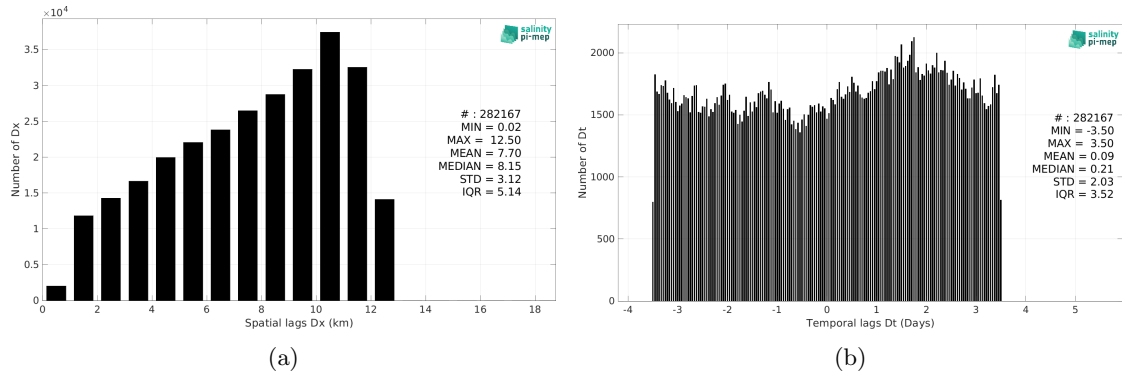 ×10⁴
salinity
pi-mep
3.5
3
2.5
2
1.5
1
0.5
0
Number of Dx
# : 282167
MIN = 0.02
MAX = 12.50
MEAN = 7.70
MEDIAN = 8.15
STD = 3.12
IQR = 5.14
0 2 4 6 8 10 12 14 16 18
Spatial lags Dx (km)
(a)
salinity
pi-mep
2000
1500
1000
500
0
Number of Dt
# : 282167
MIN = -3.50
MAX = 3.50
MEAN = 0.09
MEDIAN = 0.21
STD = 2.03
IQR = 3.52
-4 -3 -2 -1 0 1 2 3 4 5
Temporal lags Dt (Days)
(b)